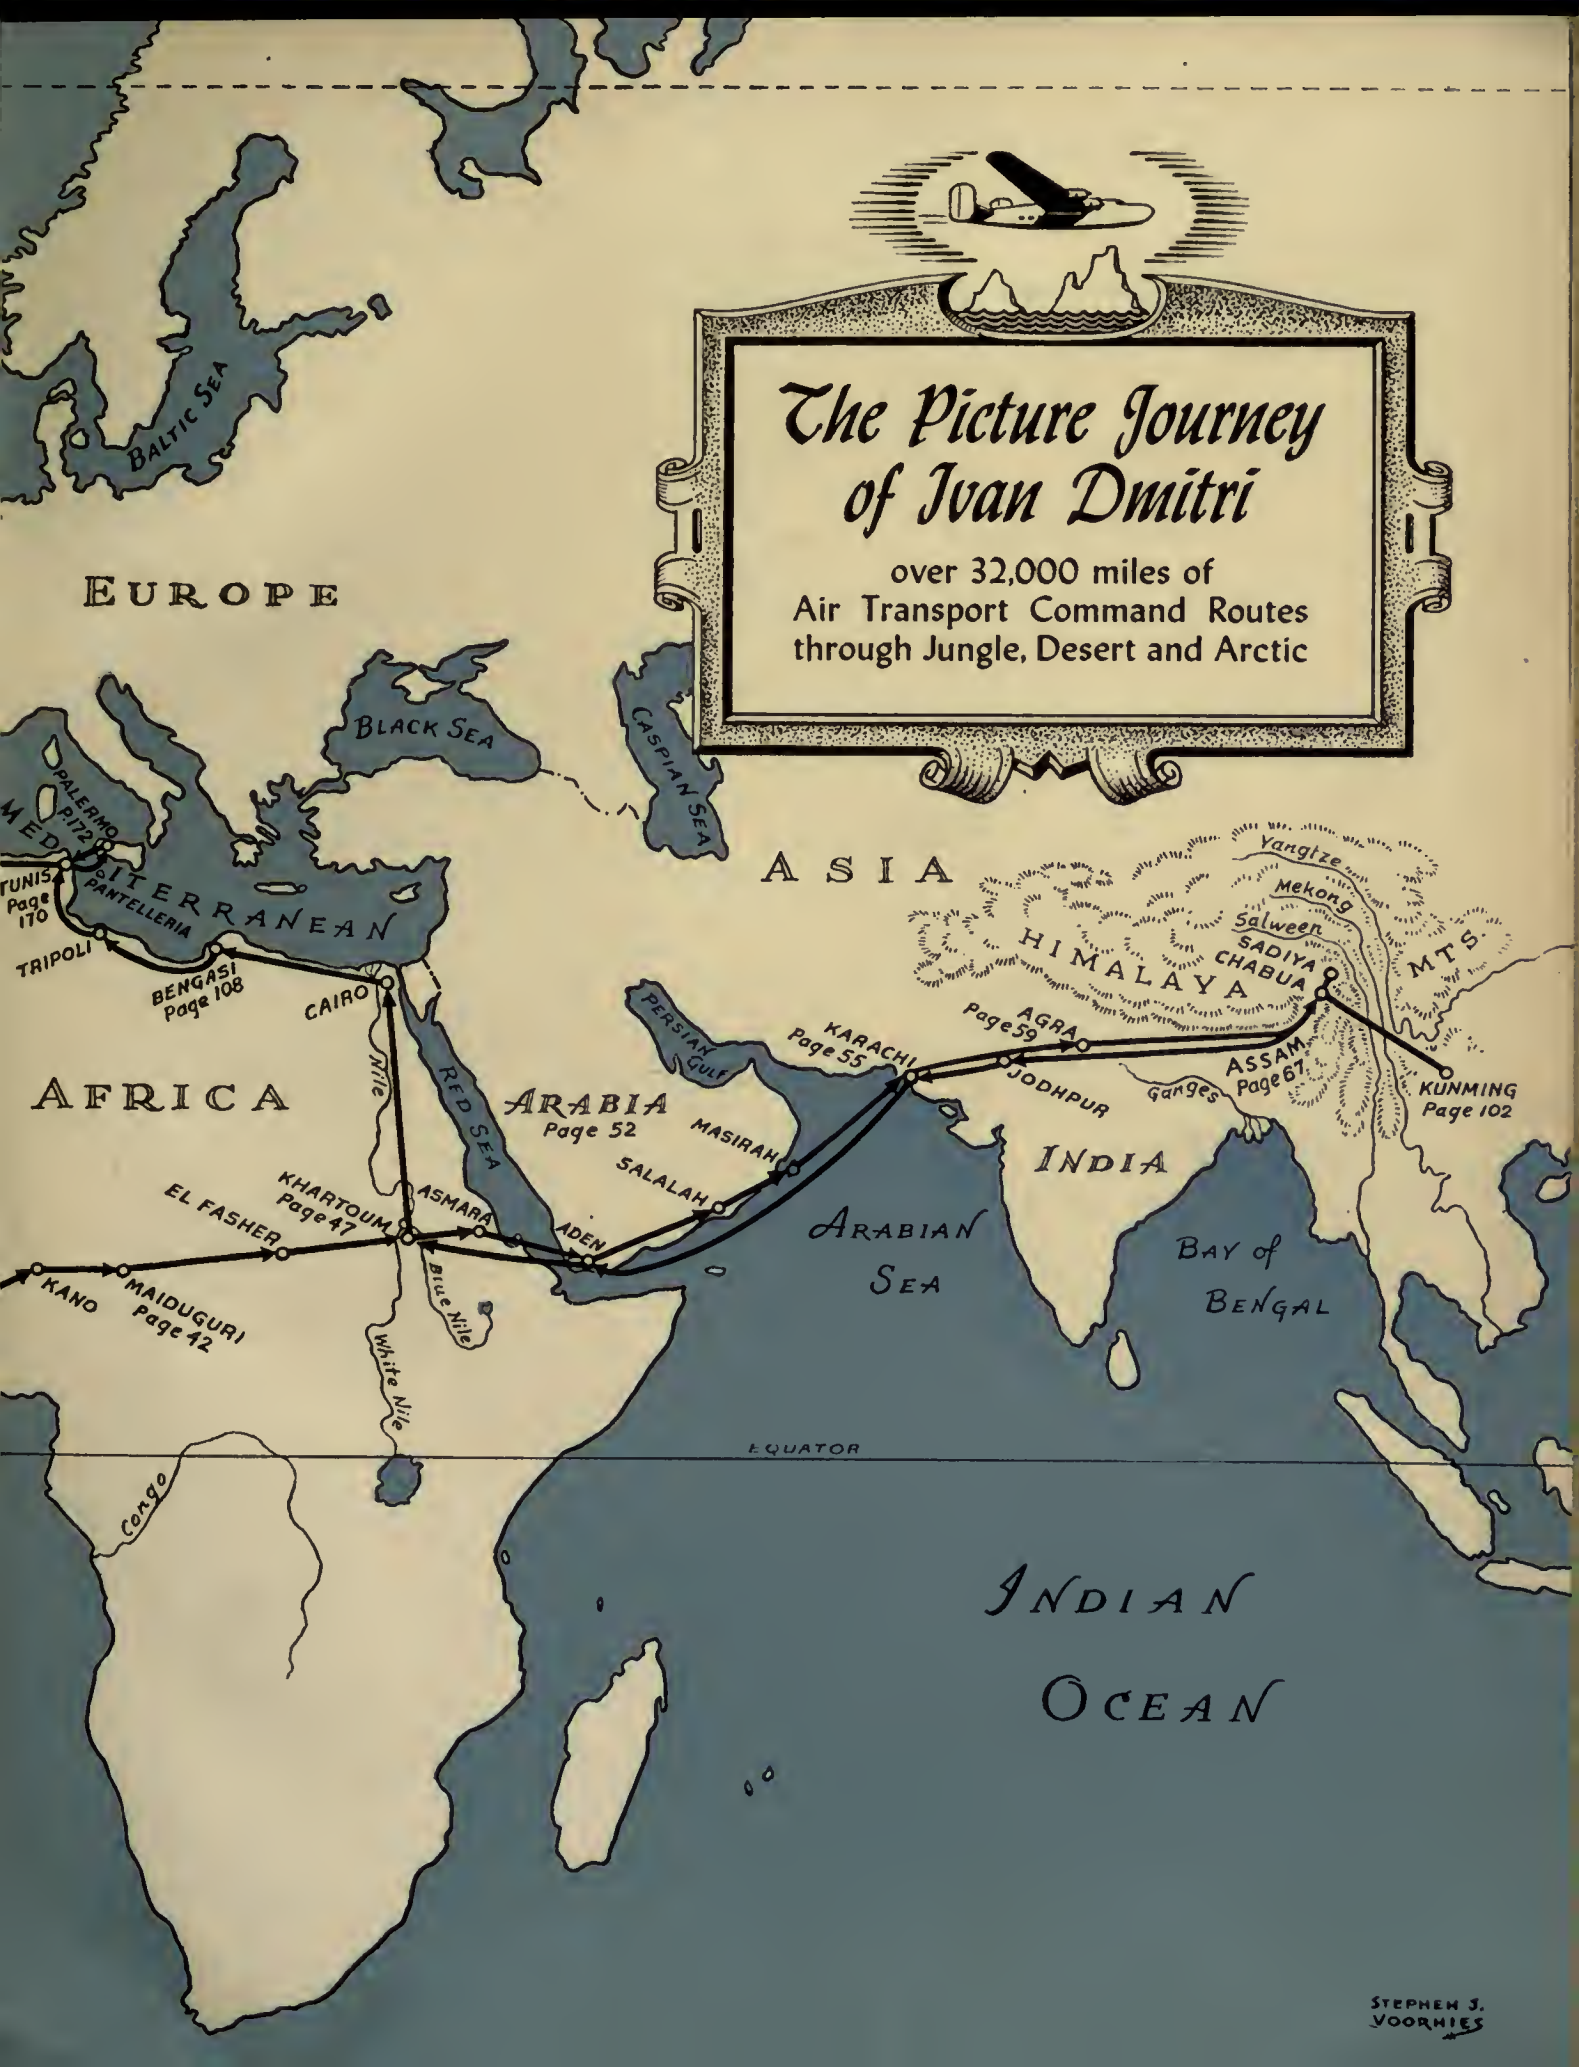 The Picture Journey
of Ivan Dmitri
over 32,000 miles of
Air Transport Command Routes
through Jungle, Desert and Arctic
BALTIC SEA
EUROPE
BLACK SEA
CASPIAN SEA
PALERMO
P.172
MEDITERRANEAN
TUNIS
Page
170
PANTELLERIA
TRIPOLI
BENGASI
Page 108
CAIRO
ASIA
Yangtze
Mekong
Salween
SADIYA
CHABUA
HIMALAYA MTS.
PERSIAN
GULF
KARACHI
Page 55
AGRA
Page 59
JODHPUR
Ganges
ASSAM
Page 67
KUNMING
Page 102
AFRICA
Nile
RED SEA
ARABIA
Page 52
MASIRAH
SALALAH
INDIA
KHARTOUM
Page 47
ASMARA
EL FASHER
ADEN
ARABIAN
SEA
BAY of
BENGAL
KANO
MAIDUGURI
Page 42
Blue Nile
White Nile
EQUATOR
Congo
INDIAN
OCEAN
STEPHEN J.
VOORHIES